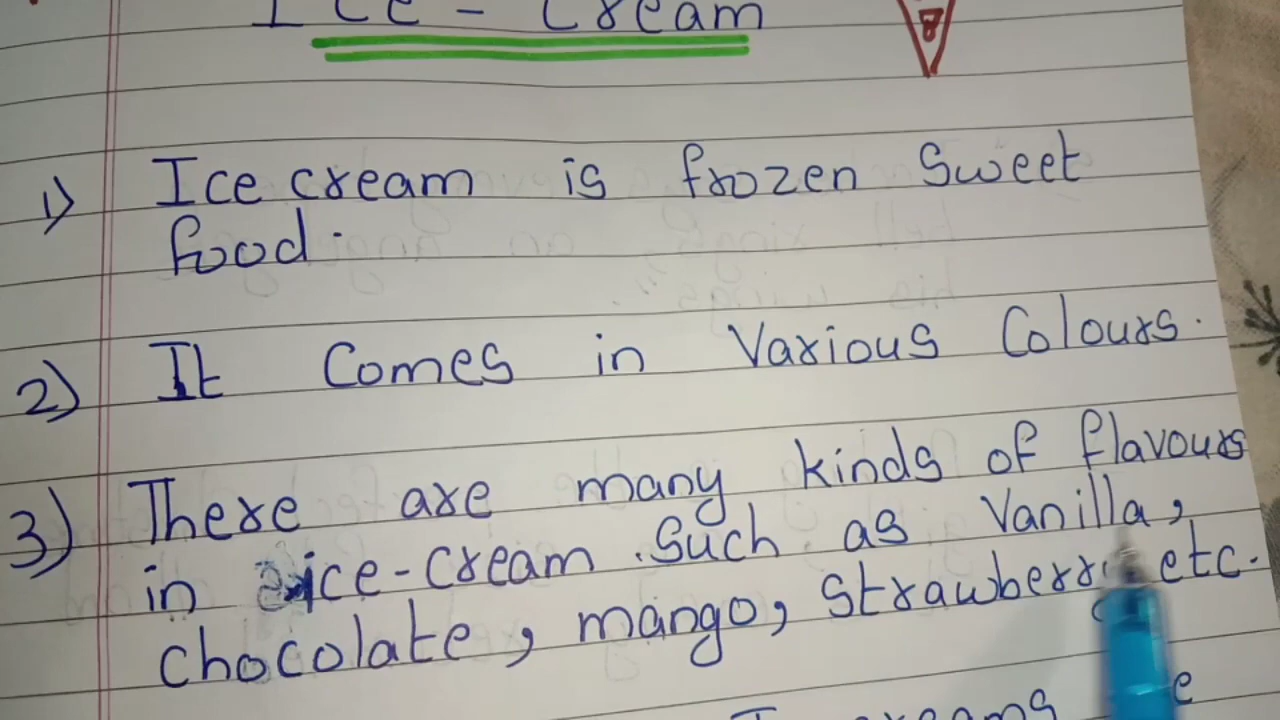 Ice - Cream
8
1) Ice cream is frozen sweet
food.
2) It Comes in Various Colours.
3) There are many kinds of flavours
in ice-cream. Such as Vanilla,
chocolate, mango, Strawberry etc.